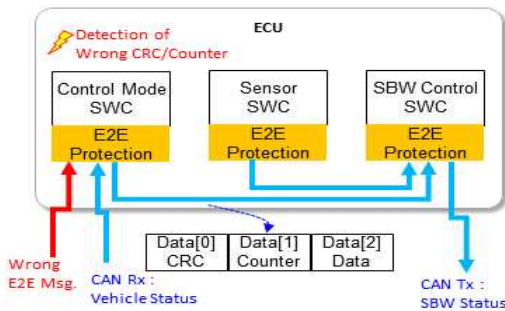 ECU
Detection of
Wrong CRC/Counter
Control Mode
SWC
E2E
Protection
Sensor
SWC
E2E
Protection
SBW Control
SWC
E2E
Protection
Data[0]
CRC
Data[1]
Counter
Data[2]
Data
Wrong
E2E Msg.
CAN Rx :
Vehicle Status
CAN Tx :
SBW Status